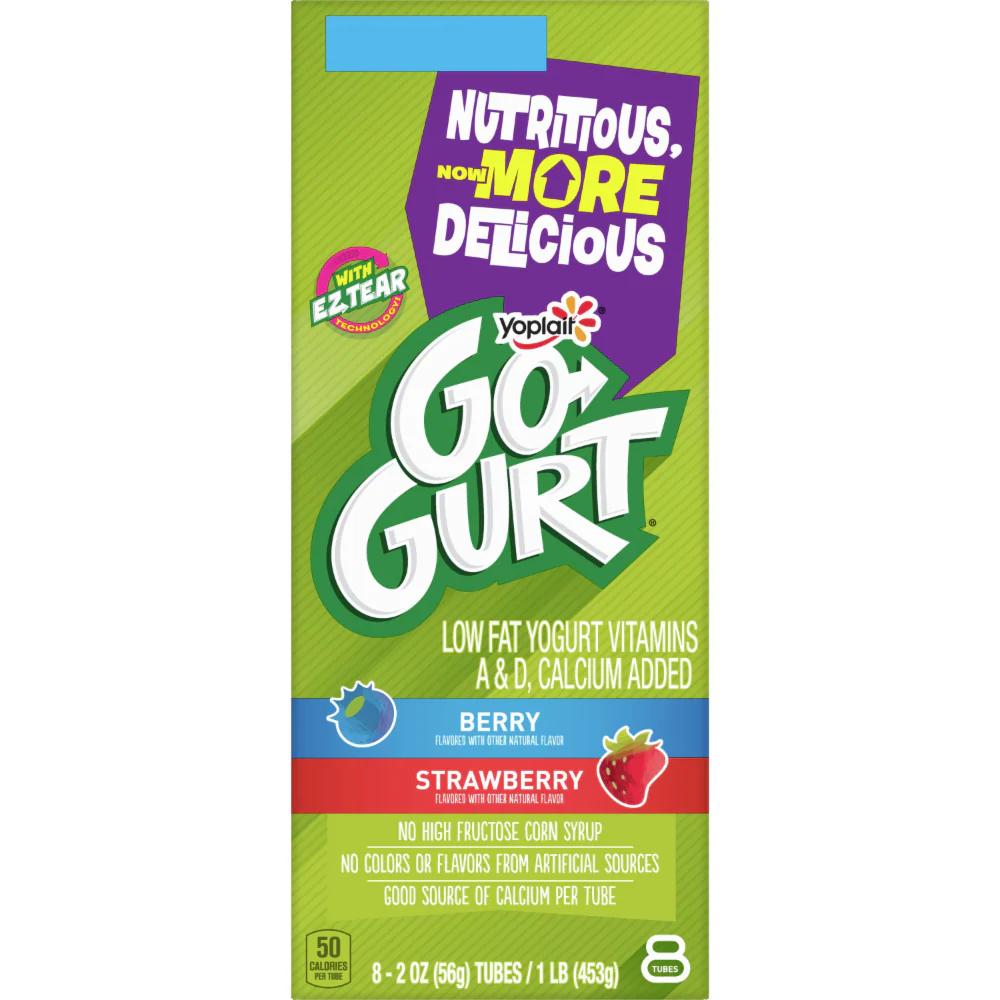 NUTRITIOUS,
NOW MORE
DELICIOUS
WITH
EZ TEAR
TECHNOLOGY!
Yoplait®
GO
GURT®
LOW FAT YOGURT VITAMINS
A & D, CALCIUM ADDED
BERRY
FLAVORED WITH OTHER NATURAL FLAVOR
STRAWBERRY
FLAVORED WITH OTHER NATURAL FLAVOR
NO HIGH FRUCTOSE CORN SYRUP
NO COLORS OR FLAVORS FROM ARTIFICIAL SOURCES
GOOD SOURCE OF CALCIUM PER TUBE
50
CALORIES
PER TUBE
8 - 2 OZ (56g) TUBES / 1 LB (453g)
8
TUBES